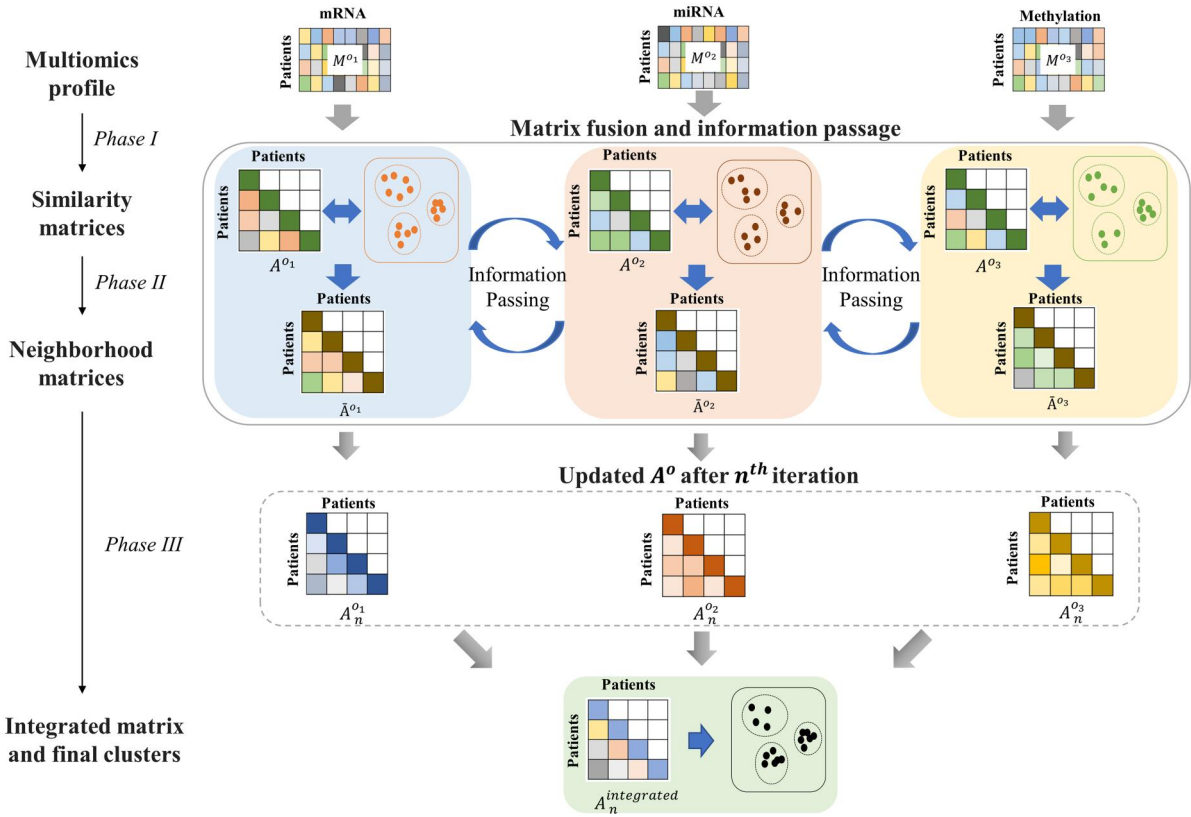 mRNA
miRNA
Methylation
Patients
Patients
Patients
M^{o_1}
M^{o_2}
M^{o_3}
Multiomics
profile
Phase I
Matrix fusion and information passage
Patients
Patients
Patients
Patients
Patients
Patients
Similarity
matrices
A^{o_1}
A^{o_2}
A^{o_3}
Phase II
Information
Passing
Information
Passing
Patients
Patients
Patients
Patients
Patients
Patients
Neighborhood
matrices
Ā^{o_1}
Ā^{o_2}
Ā^{o_3}
Updated A^o after n^{th} iteration
Patients
Patients
Patients
Patients
Patients
Patients
Phase III
A_n^{o_1}
A_n^{o_2}
A_n^{o_3}
Patients
Patients
Integrated matrix
and final clusters
A_n^{integrated}